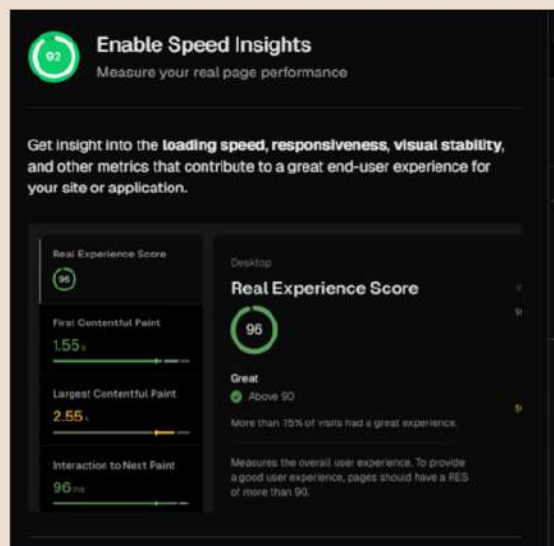 92
Enable Speed Insights
Measure your real page performance
Get insight into the loading speed, responsiveness, visual stability,
and other metrics that contribute to a great end-user experience for
your site or application.
Real Experience Score
96
First Contentful Paint
1.55 s
Largest Contentful Paint
2.55 s
Interaction to Next Paint
96 ms
Desktop
Real Experience Score
96
Great
Above 90
More than 75% of visits had a great experience.
Measures the overall user experience. To provide
a good user experience, pages should have a RES
of more than 90.